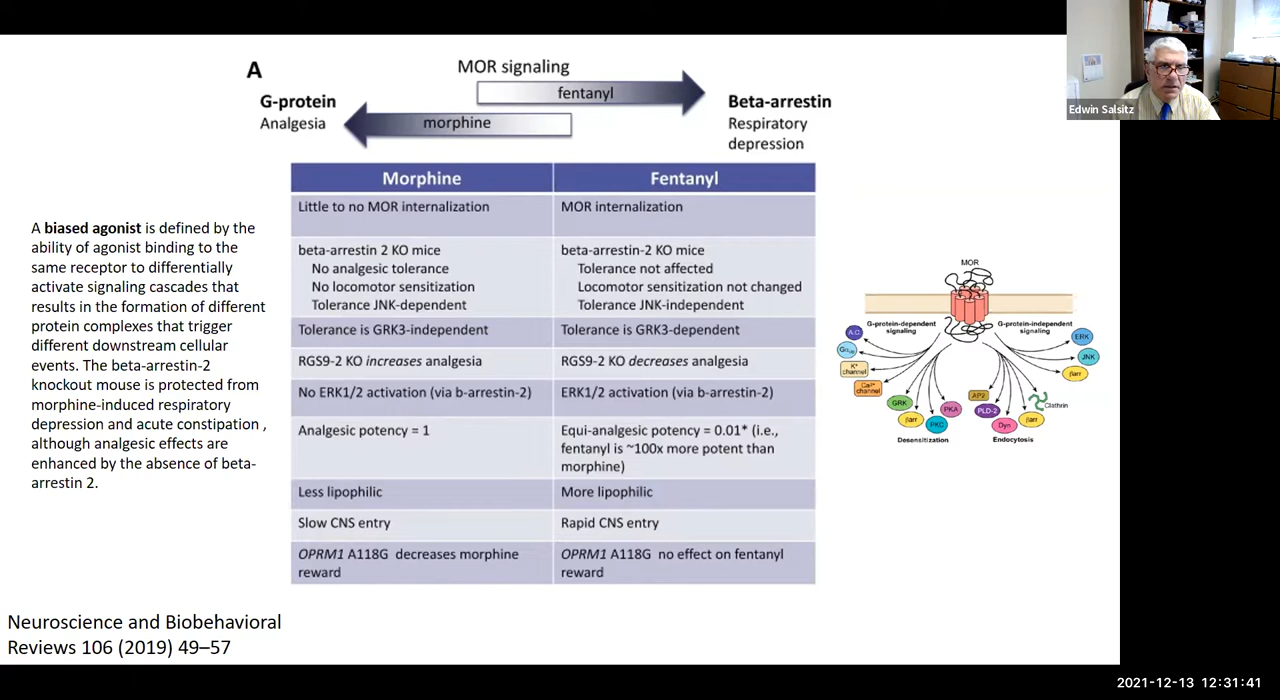 Edwin Salsitz
A
MOR signaling
fentanyl
G-protein
Analgesia
morphine
Beta-arrestin
Respiratory
depression
A biased agonist is defined by the
ability of agonist binding to the
same receptor to differentially
activate signaling cascades that
results in the formation of different
protein complexes that trigger
different downstream cellular
events. The beta-arrestin-2
knockout mouse is protected from
morphine-induced respiratory
depression and acute constipation ,
although analgesic effects are
enhanced by the absence of beta-
arrestin 2.
Morphine
Fentanyl
Little to no MOR internalization
MOR internalization
beta-arrestin 2 KO mice
No analgesic tolerance
No locomotor sensitization
Tolerance JNK-dependent
beta-arrestin-2 KO mice
Tolerance not affected
Locomotor sensitization not changed
Tolerance JNK-independent
Tolerance is GRK3-independent
Tolerance is GRK3-dependent
RGS9-2 KO increases analgesia
RGS9-2 KO decreases analgesia
No ERK1/2 activation (via b-arrestin-2)
ERK1/2 activation (via b-arrestin-2)
Analgesic potency = 1
Equi-analgesic potency = 0.01* (i.e.,
fentanyl is ~100x more potent than
morphine)
Less lipophilic
More lipophilic
Slow CNS entry
Rapid CNS entry
OPRM1 A118G decreases morphine
reward
OPRM1 A118G no effect on fentanyl
reward
MOR
G-protein-dependent
signaling
G-protein-independent
signaling
K⁺
channel
Ca²⁺
channel
GRK
βarr
PKC
PKA
Desensitization
AP2
PLD-2
Dyn
βarr
Clathrin
Endocytosis
ERK
JNK
βarr
Neuroscience and Biobehavioral
Reviews 106 (2019) 49–57
2021-12-13 12:31:41